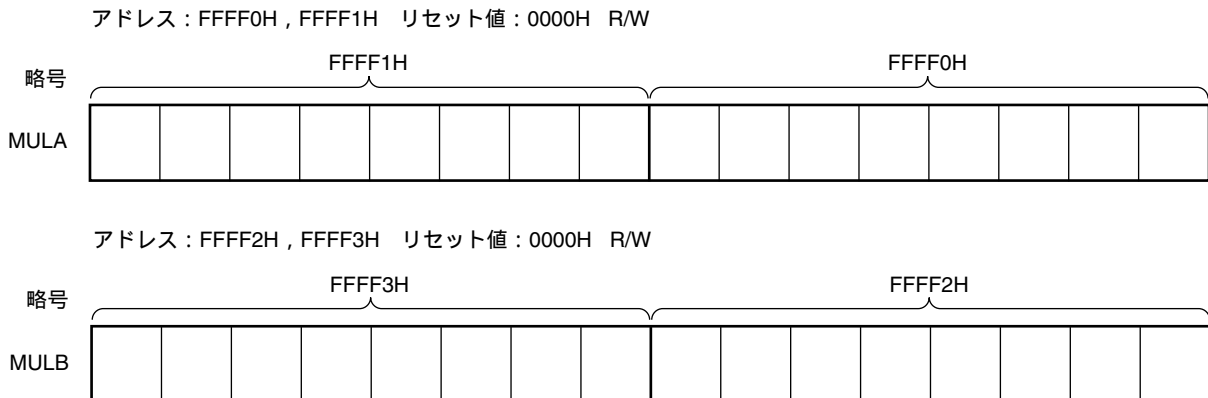 アドレス：FFFF0H，FFFF1H　リセット値：0000H　R/W
FFFF1H　FFFF0H
略号
MULA
アドレス：FFFF2H，FFFF3H　リセット値：0000H　R/W
FFFF3H　FFFF2H
略号
MULB